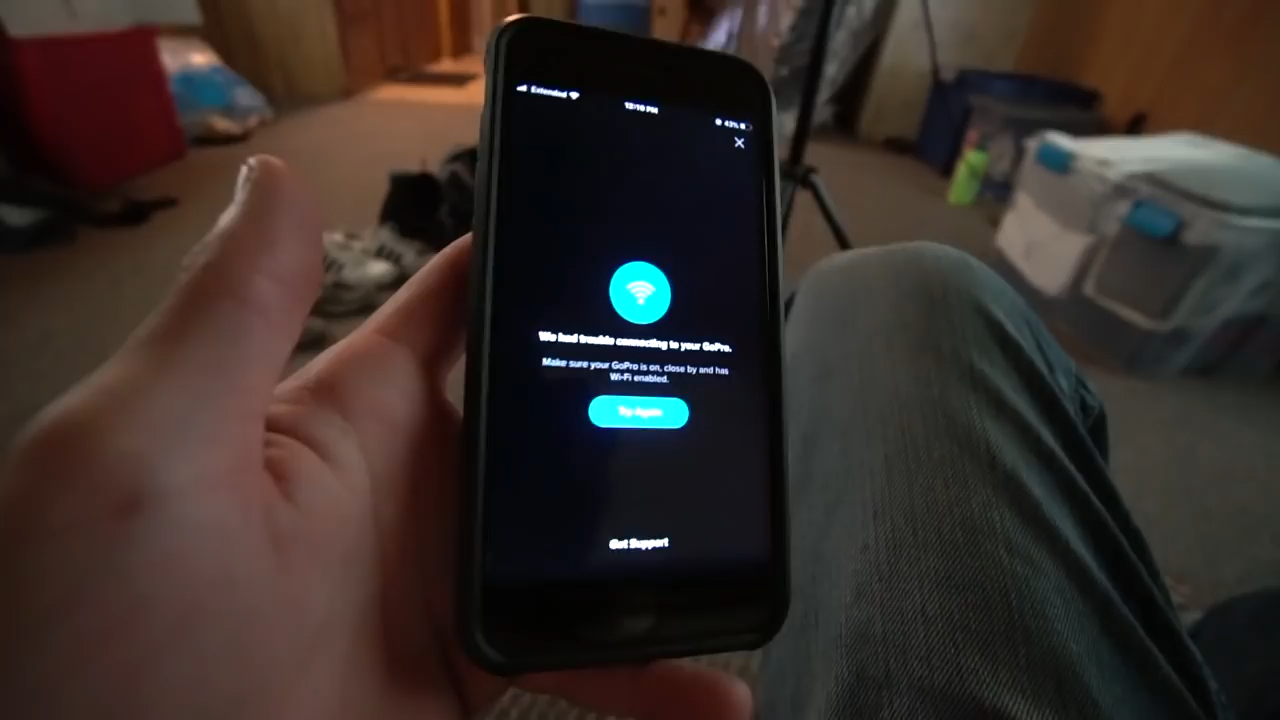 Extended
12:10 PM
43%
We had trouble connecting to your GoPro.
Make sure your GoPro is on, close by and has
Wi-Fi enabled.
Try Again
Get Support